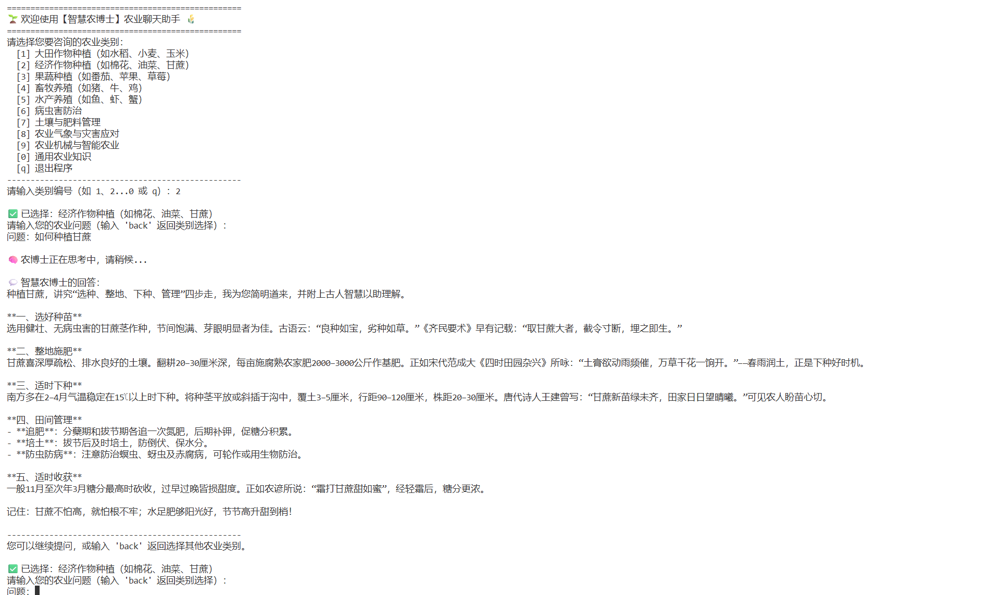 ==================================================
🌱 欢迎使用【智慧农博士】农业聊天助手 🌾
==================================================
请选择您要咨询的农业类别：
  [1] 大田作物种植（如水稻、小麦、玉米）
  [2] 经济作物种植（如棉花、油菜、甘蔗）
  [3] 果蔬种植（如番茄、苹果、草莓）
  [4] 畜牧养殖（如猪、牛、鸡）
  [5] 水产养殖（如鱼、虾、蟹）
  [6] 病虫害防治
  [7] 土壤与肥料管理
  [8] 农业气象与灾害应对
  [9] 农业机械与智能农业
  [0] 通用农业知识
  [q] 退出程序
--------------------------------------------------
请输入类别编号（如 1、2...0 或 q）：2
✅ 已选择：经济作物种植（如棉花、油菜、甘蔗）
请输入您的农业问题（输入 'back' 返回类别选择）：
问题：如何种植甘蔗
🧠 农博士正在思考中，请稍候...
💬 智慧农博士的回答：
种植甘蔗，讲究“选种、整地、下种、管理”四步走，我为您简明道来，并附上古人智慧以助理解。
**一、选好种苗**
选用健壮、无病虫害的甘蔗茎作种，节间饱满、芽眼明显者为佳。古语云：“良种如宝，劣种如草。”《齐民要术》早有记载：“取甘蔗大者，截令寸断，埋之即生。”
**二、整地施肥**
甘蔗喜深厚疏松、排水良好的土壤。翻耕20–30厘米深，每亩施腐熟农家肥2000–3000公斤作基肥。正如宋代范成大《四时田园杂兴》所咏：“土膏欲动雨频催，万草千花一饷开。”——春雨润土，正是下种好时机。
**三、适时下种**
南方多在2–4月气温稳定在15℃以上时下种。将种茎平放或斜插于沟中，覆土3–5厘米，行距90–120厘米，株距20–30厘米。唐代诗人王建曾写：“甘蔗新苗绿未齐，田家日日望晴曦。”可见农人盼苗心切。
**四、田间管理**
- **追肥**：分蘖期和拔节期各追一次氮肥，后期补钾，促糖分积累。
- **培土**：拔节后及时培土，防倒伏、保水分。
- **防虫防病**：注意防治螟虫、蚜虫及赤腐病，可轮作或用生物防治。
**五、适时收获**
一般11月至次年3月糖分最高时砍收，过早过晚皆损甜度。正如农谚所说：“霜打甘蔗甜如蜜”，经轻霜后，糖分更浓。
记住：甘蔗不怕高，就怕根不牢；水足肥够阳光好，节节高升甜到梢！
--------------------------------------------------
您可以继续提问，或输入 'back' 返回选择其他农业类别。
✅ 已选择：经济作物种植（如棉花、油菜、甘蔗）
请输入您的农业问题（输入 'back' 返回类别选择）：
问题：